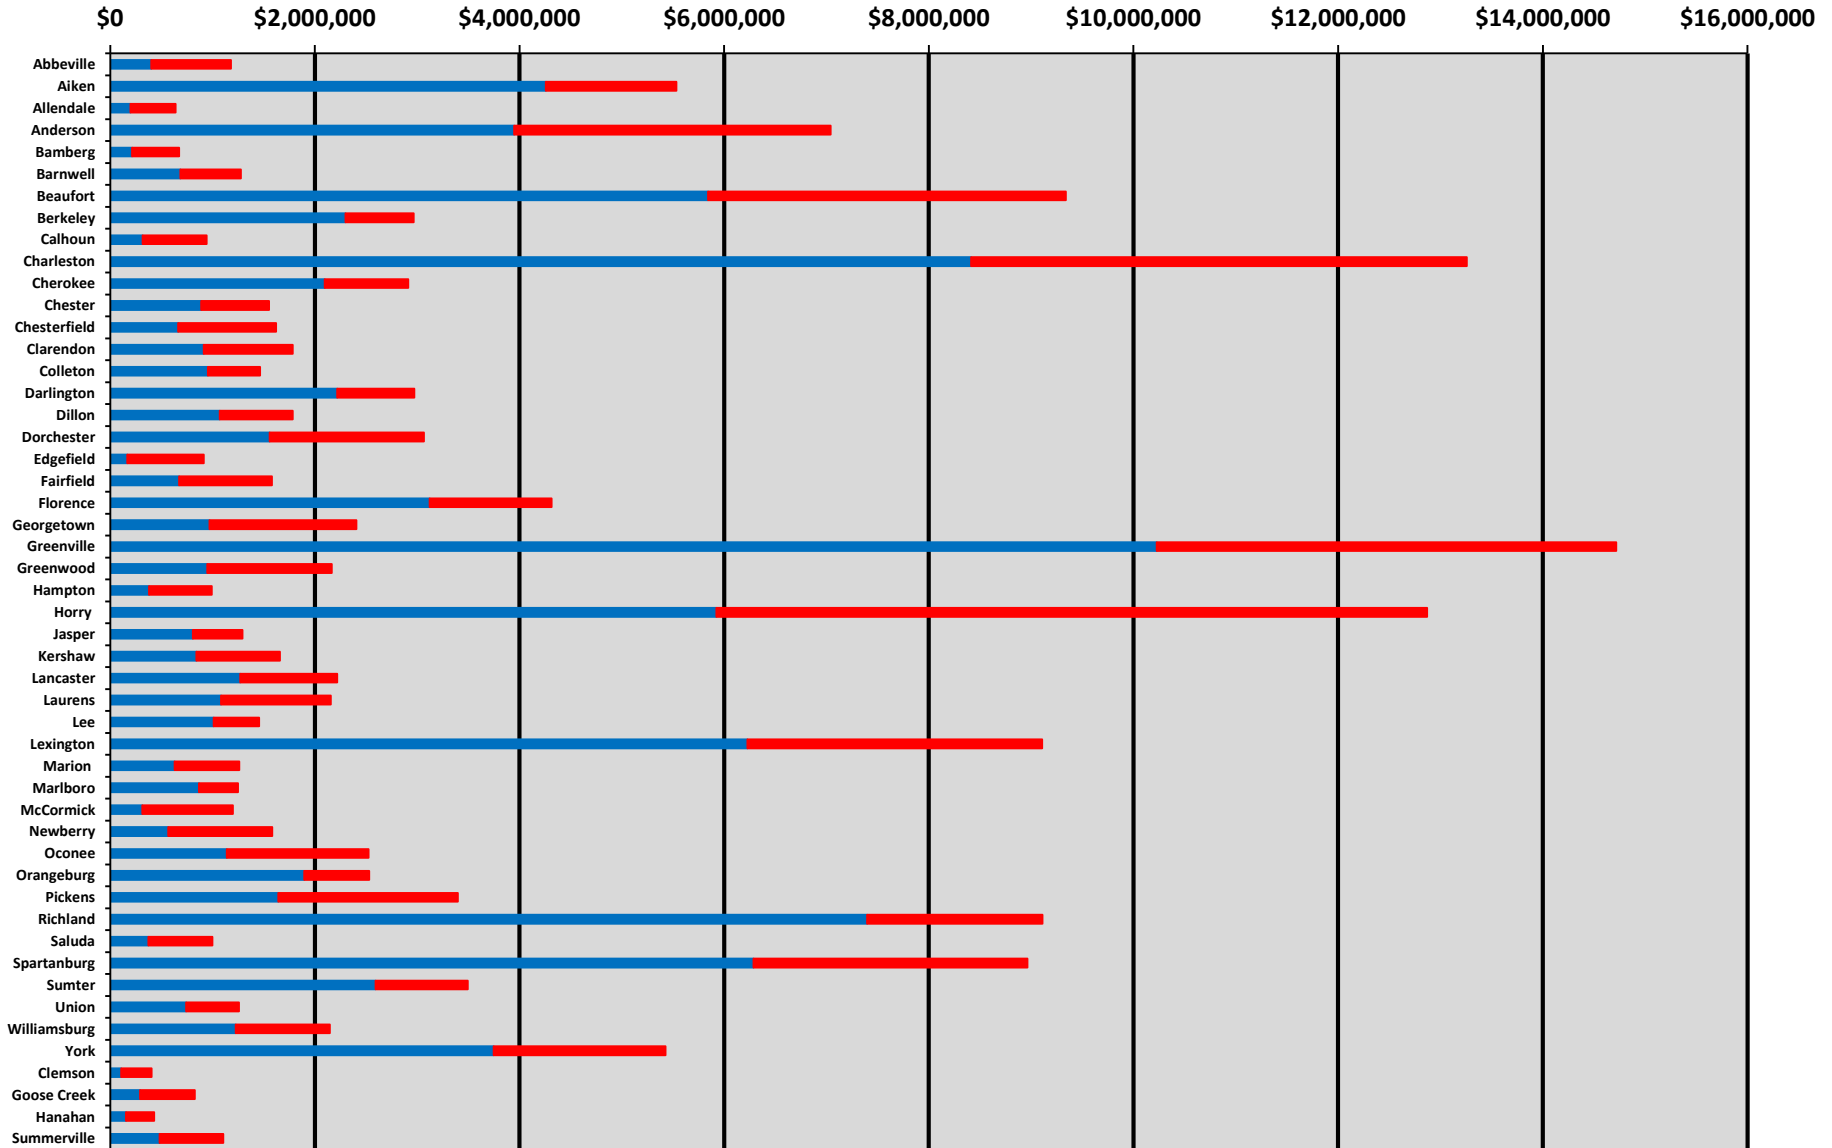 $0 $2,000,000 $4,000,000 $6,000,000 $8,000,000 $10,000,000 $12,000,000 $14,000,000 $16,000,000
Abbeville
Aiken
Allendale
Anderson
Bamberg
Barnwell
Beaufort
Berkeley
Calhoun
Charleston
Cherokee
Chester
Chesterfield
Clarendon
Colleton
Darlington
Dillon
Dorchester
Edgefield
Fairfield
Florence
Georgetown
Greenville
Greenwood
Hampton
Horry
Jasper
Kershaw
Lancaster
Laurens
Lee
Lexington
Marion
Marlboro
McCormick
Newberry
Oconee
Orangeburg
Pickens
Richland
Saluda
Spartanburg
Sumter
Union
Williamsburg
York
Clemson
Goose Creek
Hanahan
Summerville